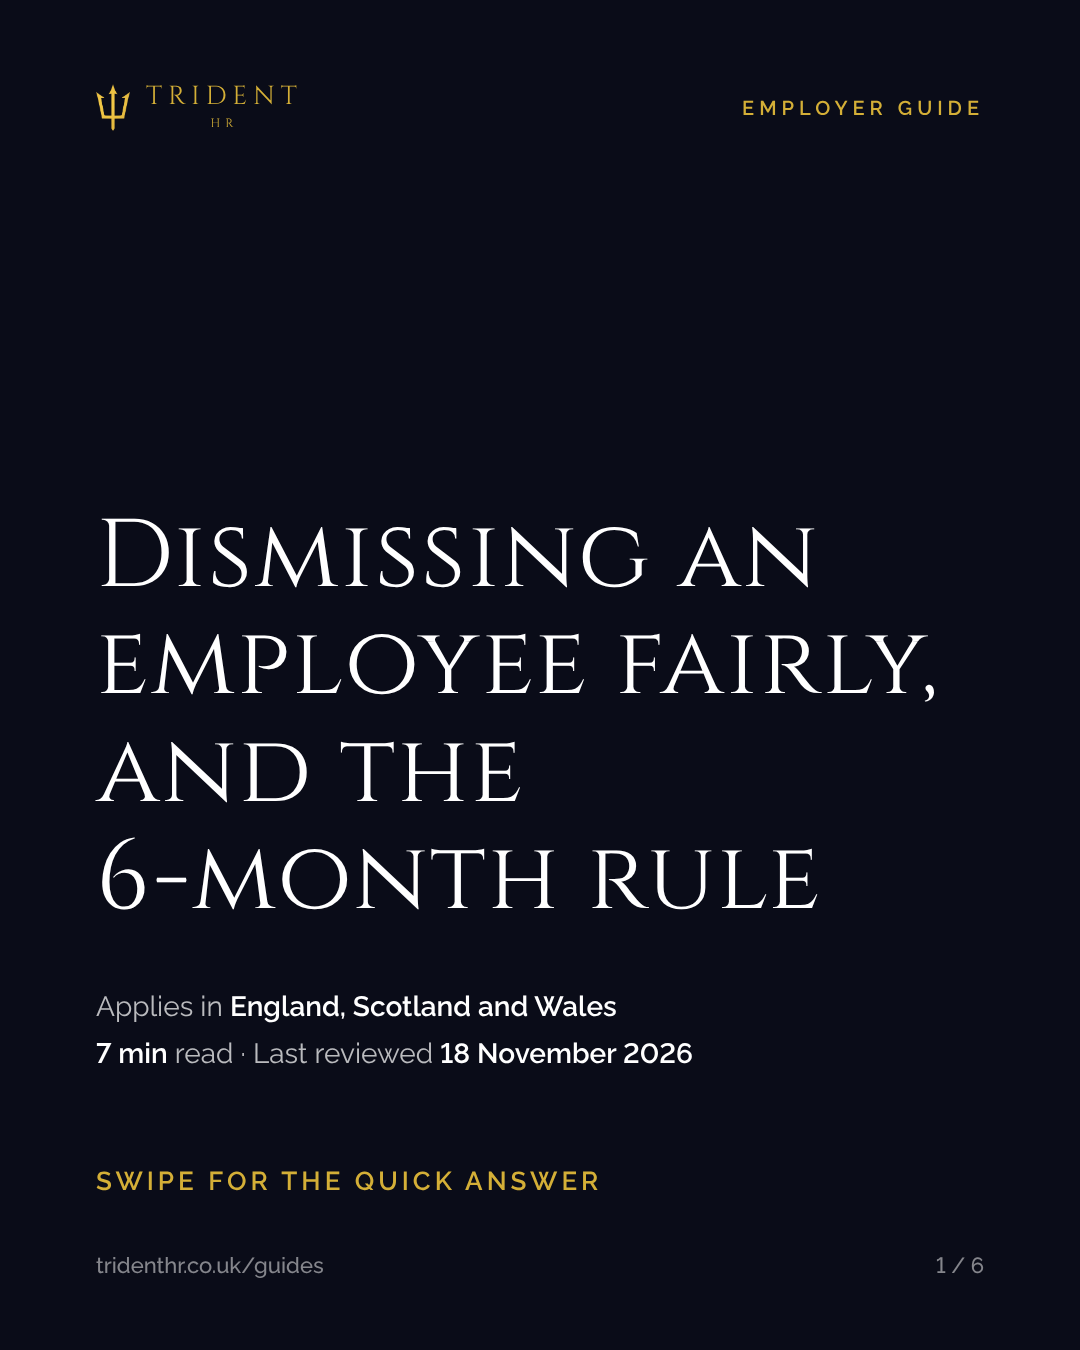 TRIDENT
HR
EMPLOYER GUIDE
Dismissing an
employee fairly,
and the
6-month rule
Applies in England, Scotland and Wales
7 min read · Last reviewed 18 November 2026
SWIPE FOR THE QUICK ANSWER
tridenthr.co.uk/guides
1 / 6